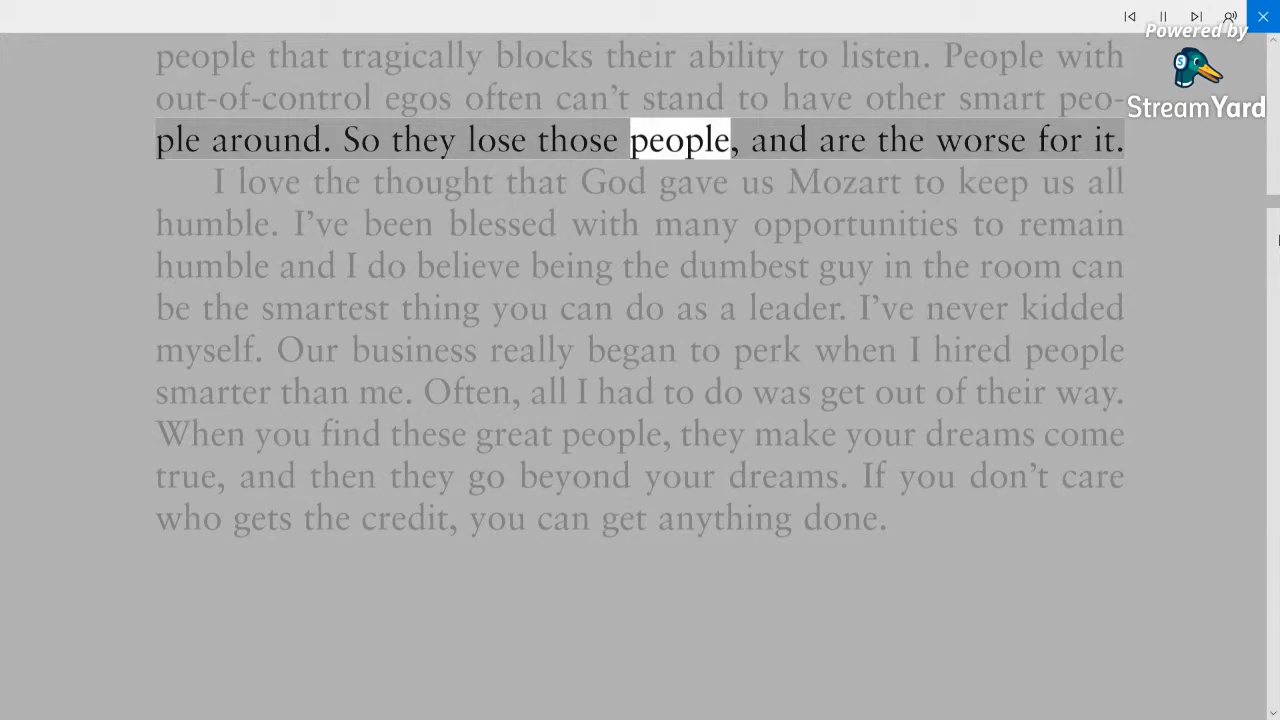 Powered by
StreamYard
people that tragically blocks their ability to listen. People with
out-of-control egos often can't stand to have other smart peo-
ple around. So they lose those people, and are the worse for it.
I love the thought that God gave us Mozart to keep us all
humble. I've been blessed with many opportunities to remain
humble and I do believe being the dumbest guy in the room can
be the smartest thing you can do as a leader. I've never kidded
myself. Our business really began to perk when I hired people
smarter than me. Often, all I had to do was get out of their way.
When you find these great people, they make your dreams come
true, and then they go beyond your dreams. If you don't care
who gets the credit, you can get anything done.